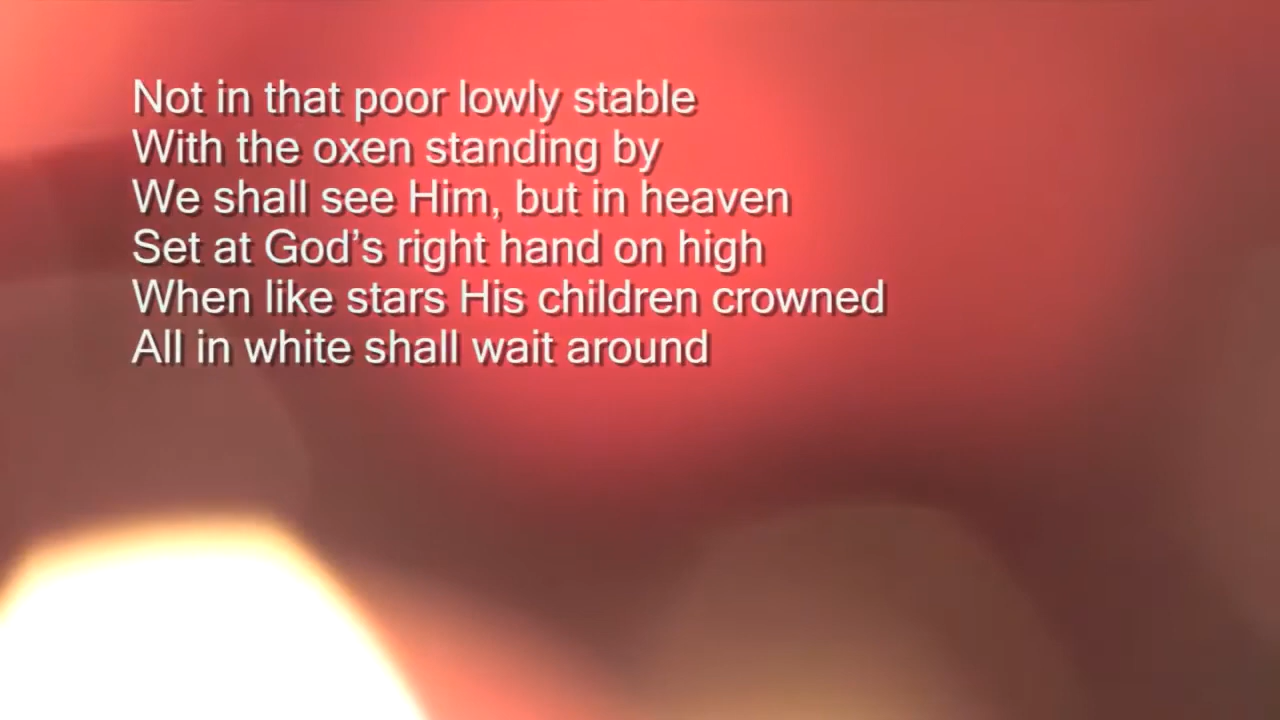 Not in that poor lowly stable
With the oxen standing by
We shall see Him, but in heaven
Set at God’s right hand on high
When like stars His children crowned
All in white shall wait around